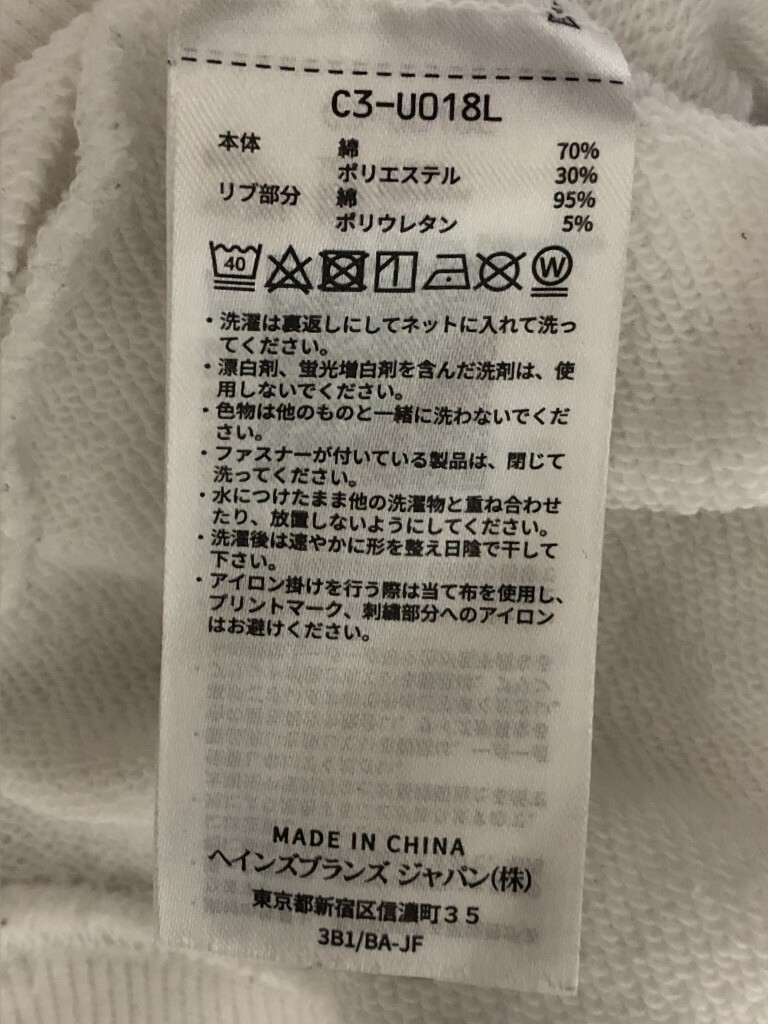 C3-U018L
本体 綿 70%
ポリエステル 30%
リブ部分 綿 95%
ポリウレタン 5%
40 W
・洗濯は裏返しにしてネットに入れて洗っ
てください。
・漂白剤、蛍光増白剤を含んだ洗剤は、使
用しないでください。
・色物は他のものと一緒に洗わないでくだ
さい。
・ファスナーが付いている製品は、閉じて
洗ってください。
・水につけたまま他の洗濯物と重ね合わせ
たり、放置しないようにしてください。
・洗濯後は速やかに形を整え日陰で干して
下さい。
・アイロン掛けを行う際は当て布を使用し、
プリントマーク、刺繍部分へのアイロン
はお避けください。
MADE IN CHINA
ヘインズブランズ ジャパン(株)
東京都新宿区信濃町35
3B1/BA-JF